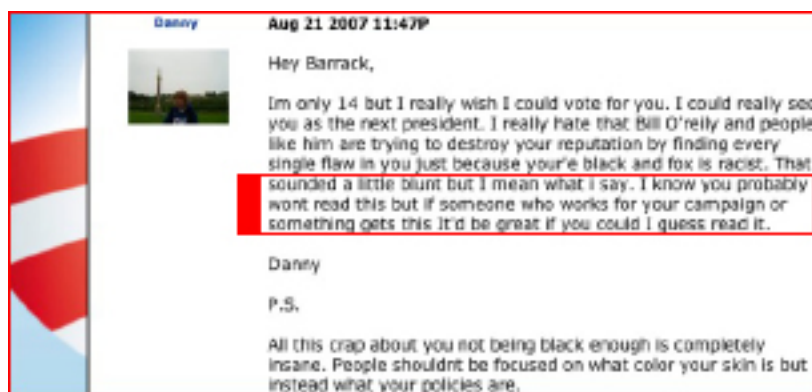 Danny
Aug 21 2007 11:47P
Hey Barrack,
Im only 14 but I really wish I could vote for you. I could really see
you as the next president. I really hate that Bill O'reily and people
like him are trying to destroy your reputation by finding every
single flaw in you just because your'e black and fox is racist. That
sounded a little blunt but I mean what i say. I know you probably
wont read this but if someone who works for your campaign or
something gets this It'd be great if you could I guess read it.
Danny
P.S.
All this crap about you not being black enough is completely
insane. People shouldnt be focused on what color your skin is but
instead what your policies are.